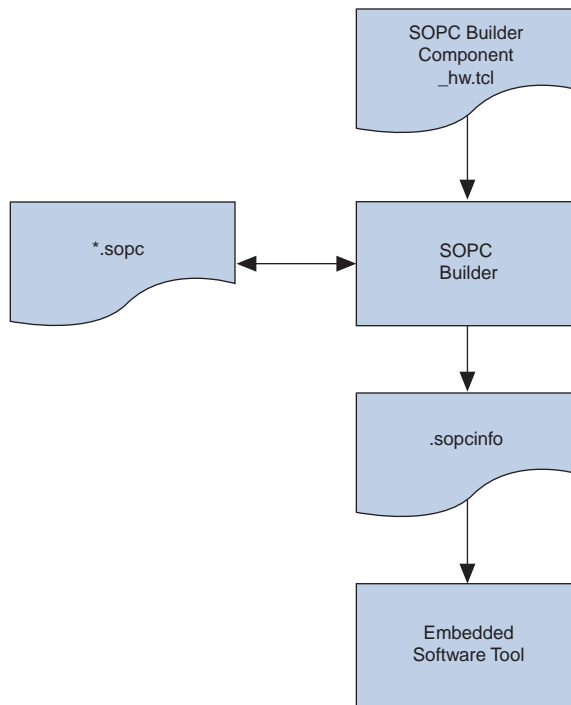 SOPC Builder
Component
_hw.tcl
*.sopc
SOPC
Builder
.sopcinfo
Embedded
Software Tool